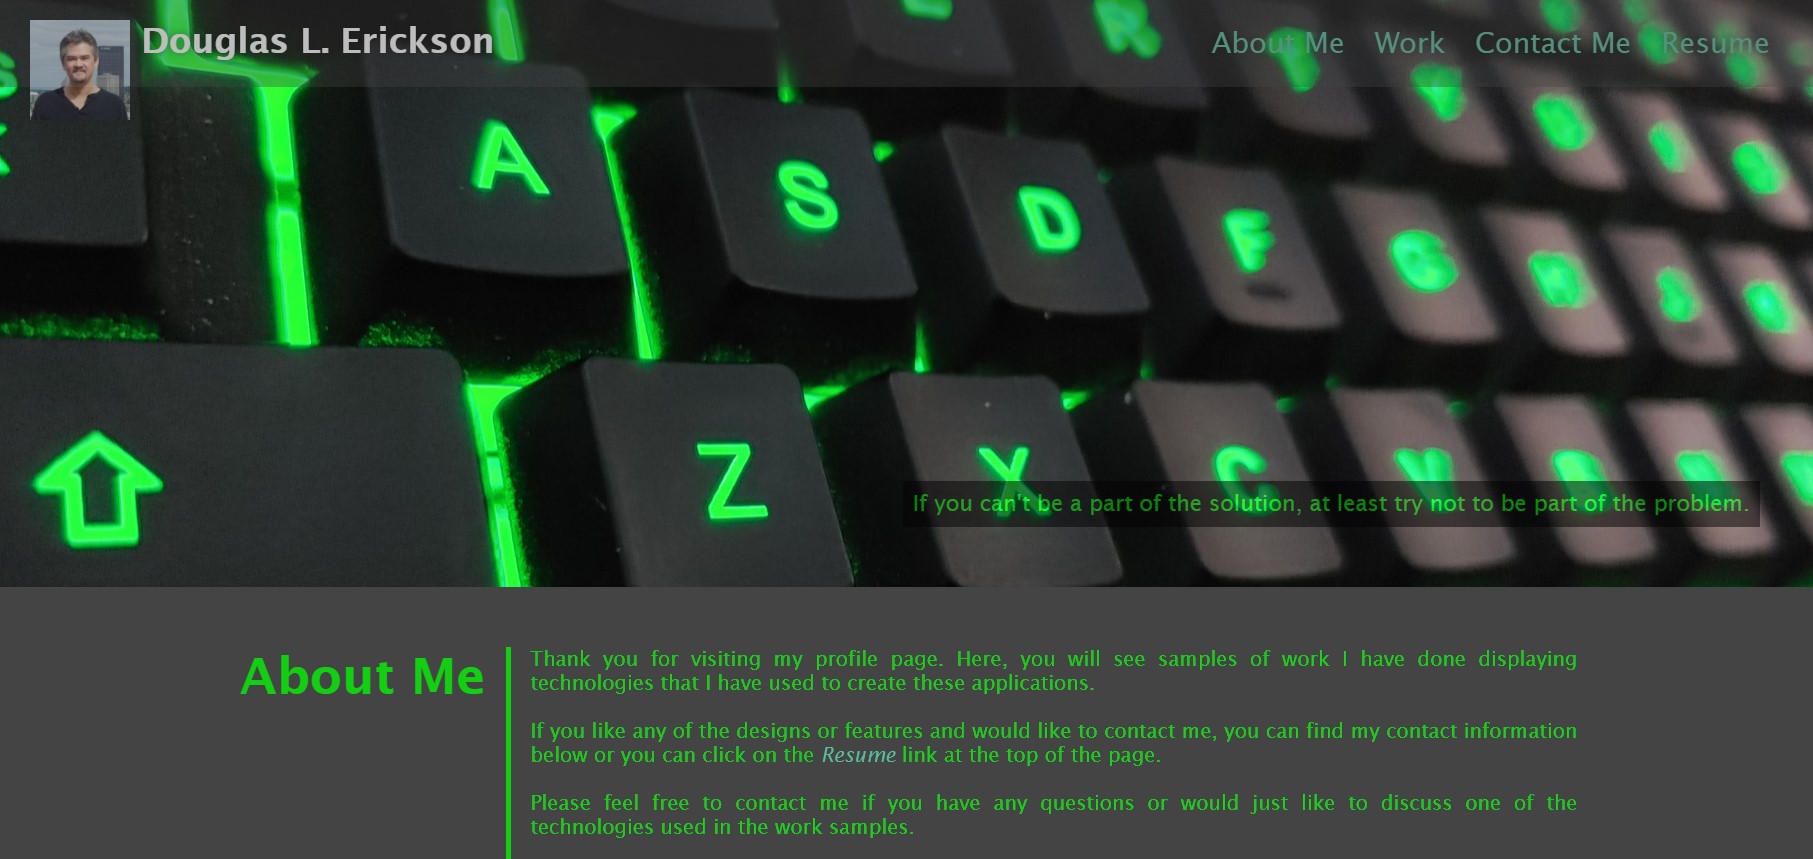 Douglas L. Erickson
About Me Work Contact Me Resume
R
Y
A
S
D
F
G
H
J
Z
X
C
V
B
If you can't be a part of the solution, at least try not to be part of the problem.
About Me
Thank you for visiting my profile page. Here, you will see samples of work I have done displaying
technologies that I have used to create these applications.
If you like any of the designs or features and would like to contact me, you can find my contact information
below or you can click on the Resume link at the top of the page.
Please feel free to contact me if you have any questions or would just like to discuss one of the
technologies used in the work samples.